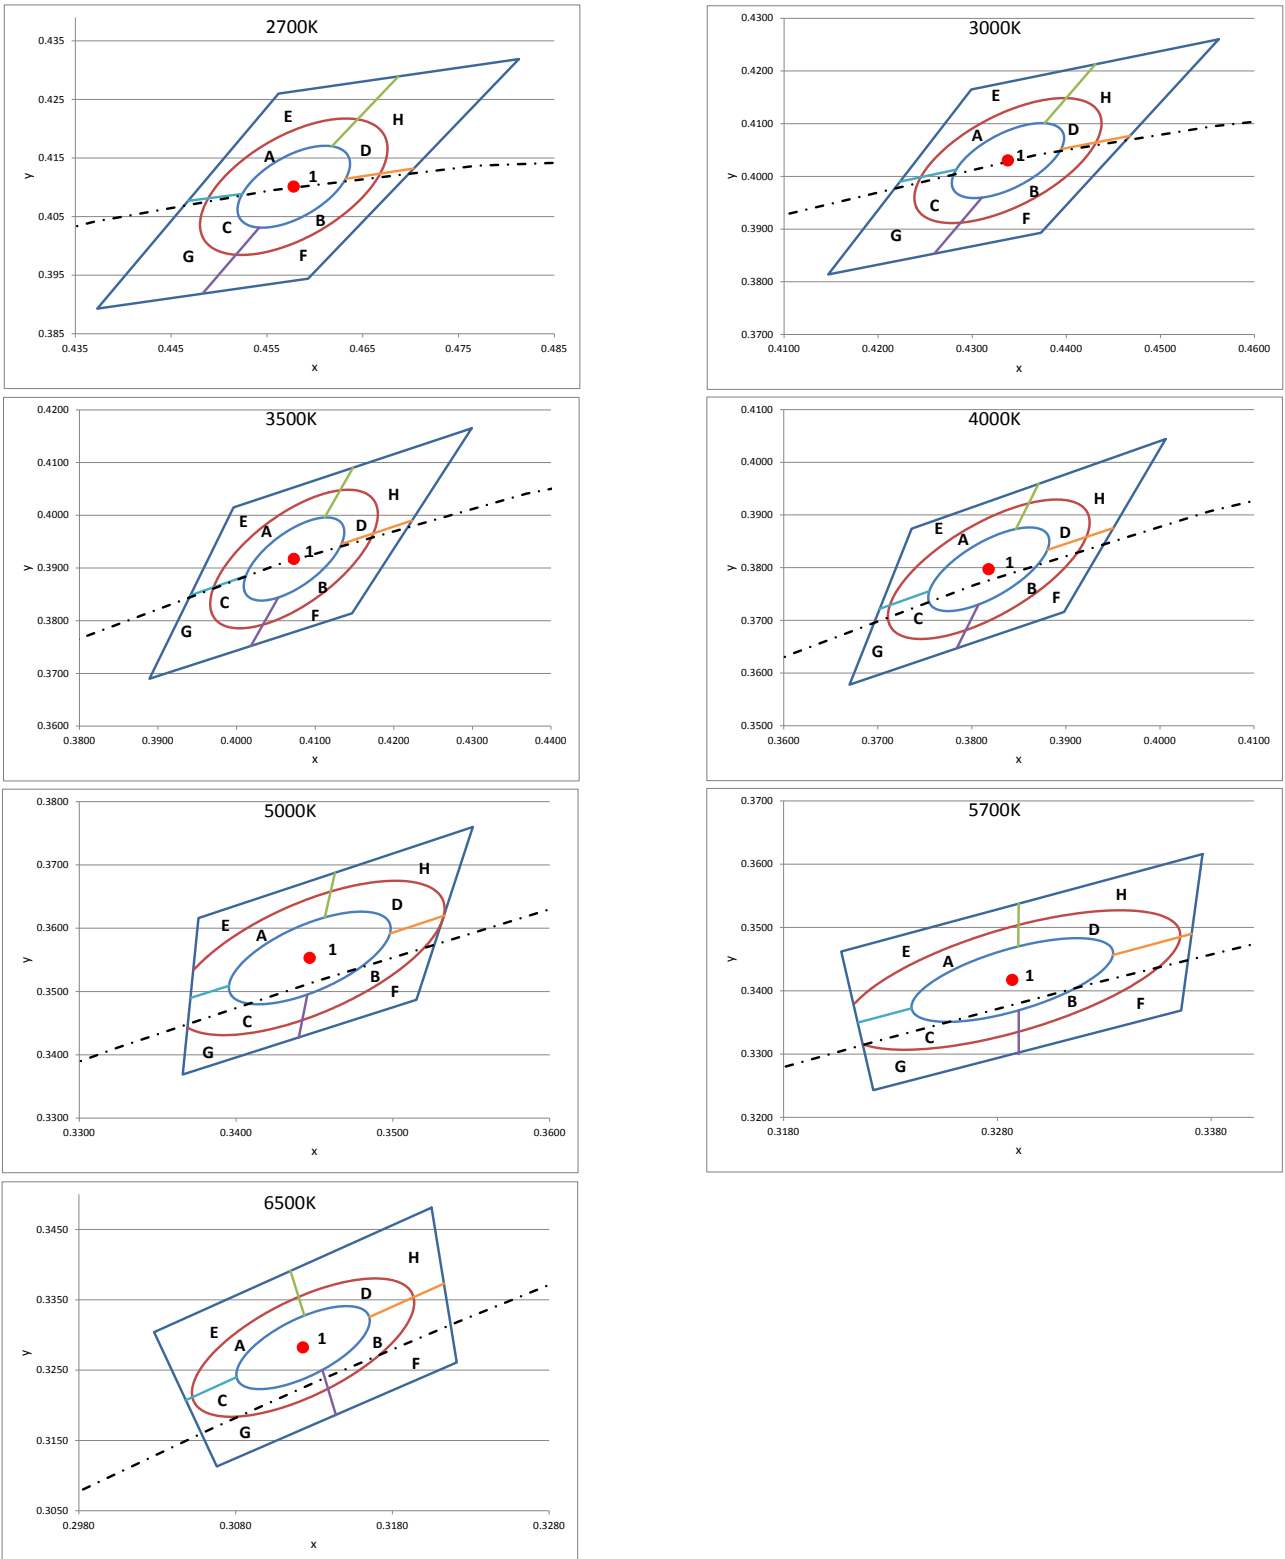 2700K
0.435
0.425
0.415
0.405
0.395
0.385
y
E
H
A
D
1
C
B
G
F
0.435 0.445 0.455 0.465 0.475 0.485
x
3000K
0.4300
0.4200
0.4100
0.4000
0.3900
0.3800
0.3700
y
E
H
A
D
1
B
C
F
G
0.4100 0.4200 0.4300 0.4400 0.4500 0.4600
x
3500K
0.4200
0.4100
0.4000
0.3900
0.3800
0.3700
0.3600
y
H
E
A
D
1
B
C
F
G
0.3800 0.3900 0.4000 0.4100 0.4200 0.4300 0.4400
x
4000K
0.4100
0.4000
0.3900
0.3800
0.3700
0.3600
0.3500
y
H
E
A
D
1
B
F
C
G
0.3600 0.3700 0.3800 0.3900 0.4000 0.4100
x
5000K
0.3800
0.3700
0.3600
0.3500
0.3400
0.3300
y
H
D
E
A
1
B
F
C
G
0.3300 0.3400 0.3500 0.3600
x
5700K
0.3700
0.3600
0.3500
0.3400
0.3300
0.3200
y
H
D
E
A
1
B
F
C
G
0.3180 0.3280 0.3380
x
6500K
0.3450
0.3350
0.3250
0.3150
0.3050
y
H
D
E
A
1
B
F
C
G
0.2980 0.3080 0.3180 0.3280
x